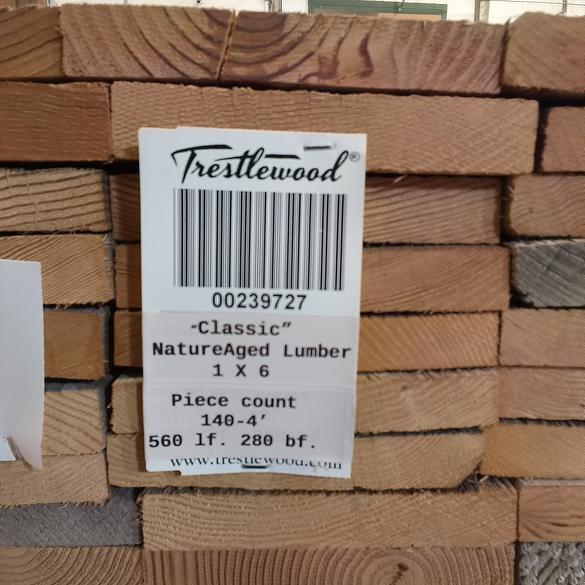 Trestlewood®
00239727
-Classic”
NatureAged Lumber
1 X 6
Piece count
140-4’
560 lf. 280 bf.
www.trestlewood.com